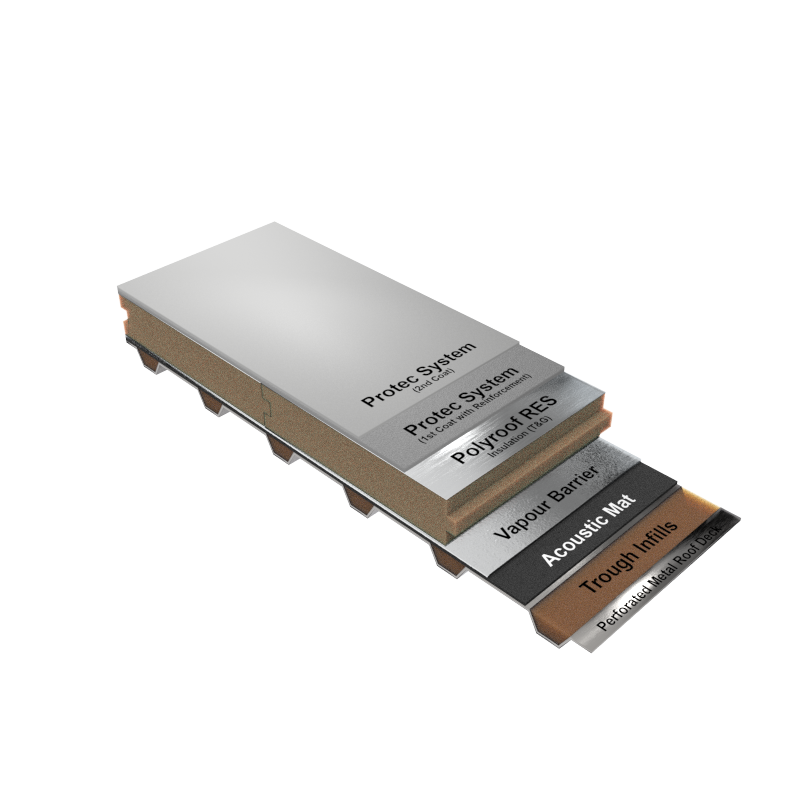 Protec System
(2nd Coat)
Protec System
(1st Coat with Reinforcement)
Polyroof RES
Insulation (T&G)
Vapour Barrier
Acoustic Mat
Trough Infills
Perforated Metal Roof Deck